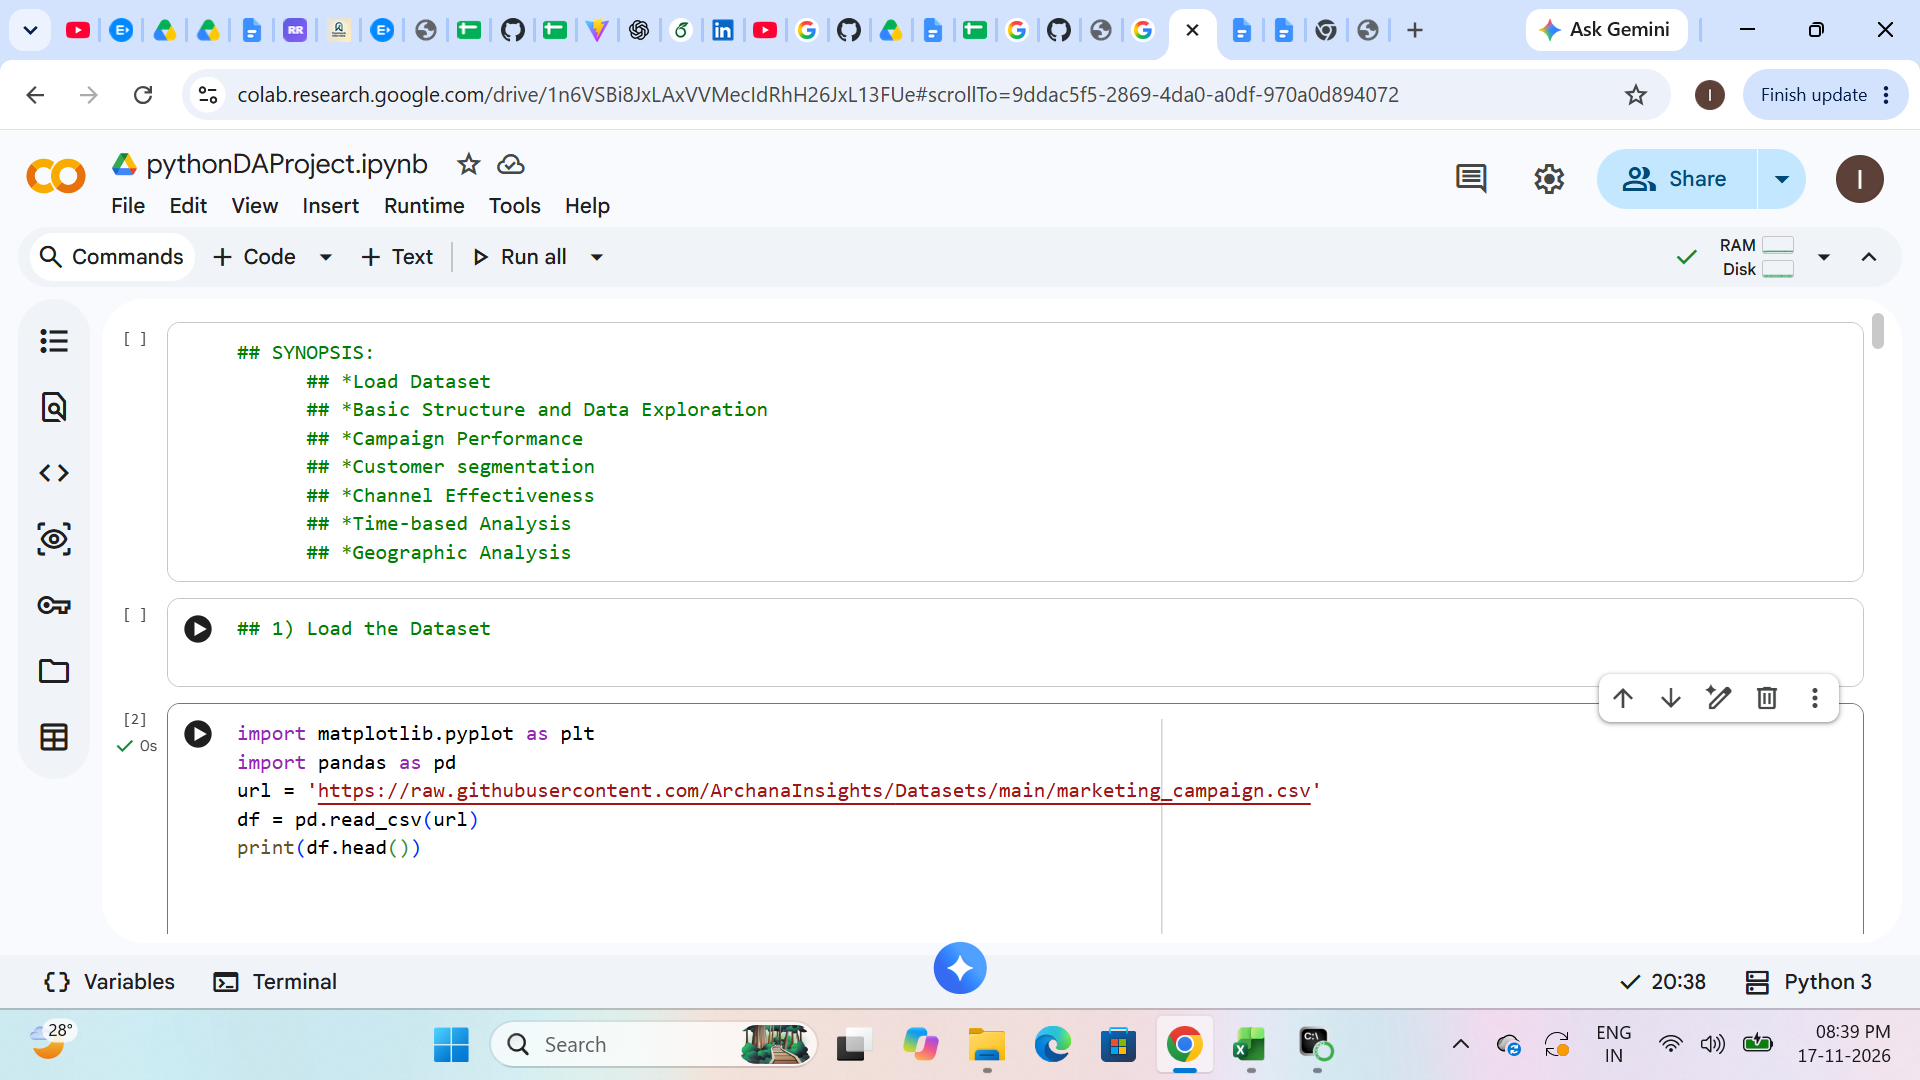 Ask Gemini
colab.research.google.com/drive/1n6VSBi8JxLAxVVMecIdRhH26JxL13FUe#scrollTo=9ddac5f5-2869-4da0-a0df-970a0d894072
I
Finish update
pythonDAProject.ipynb
File Edit View Insert Runtime Tools Help
Share
I
Commands
+ Code
+ Text
Run all
RAM
Disk
[ ]
## SYNOPSIS:
## *Load Dataset
## *Basic Structure and Data Exploration
## *Campaign Performance
## *Customer segmentation
## *Channel Effectiveness
## *Time-based Analysis
## *Geographic Analysis
[ ]
## 1) Load the Dataset
[2]
0s
import matplotlib.pyplot as plt
import pandas as pd
url = 'https://raw.githubusercontent.com/ArchanaInsights/Datasets/main/marketing_campaign.csv'
df = pd.read_csv(url)
print(df.head())
Variables
Terminal
20:38
Python 3
28°
Search
ENG
IN
08:39 PM
17-11-2026